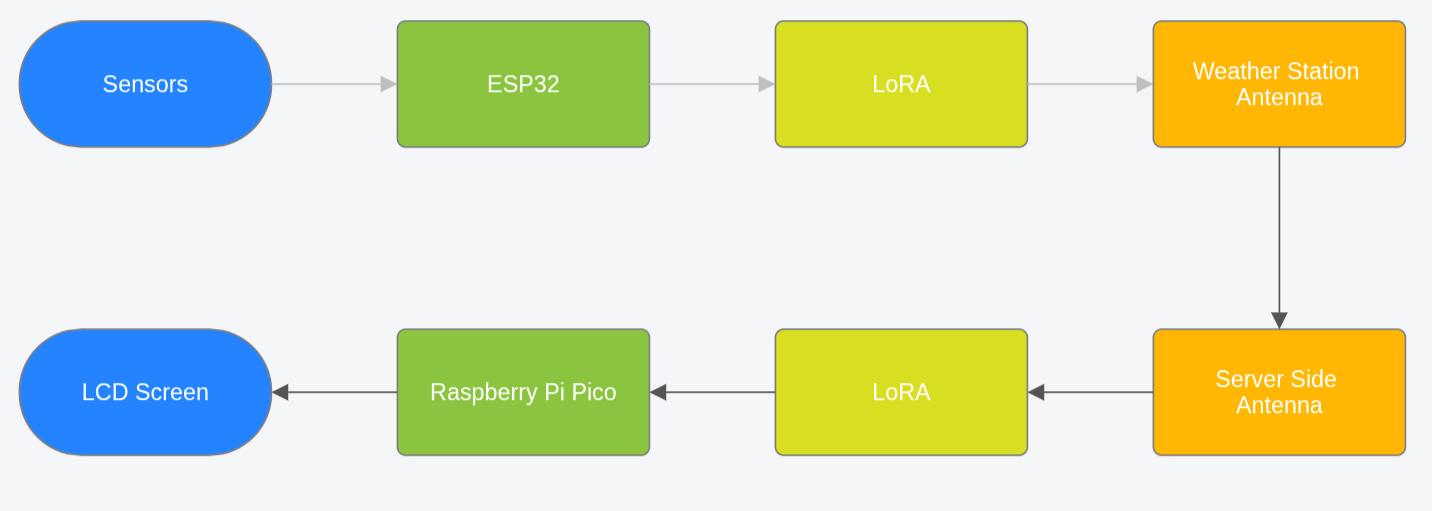 Sensors
ESP32
LoRA
Weather Station
Antenna
LCD Screen
Raspberry Pi Pico
LoRA
Server Side
Antenna